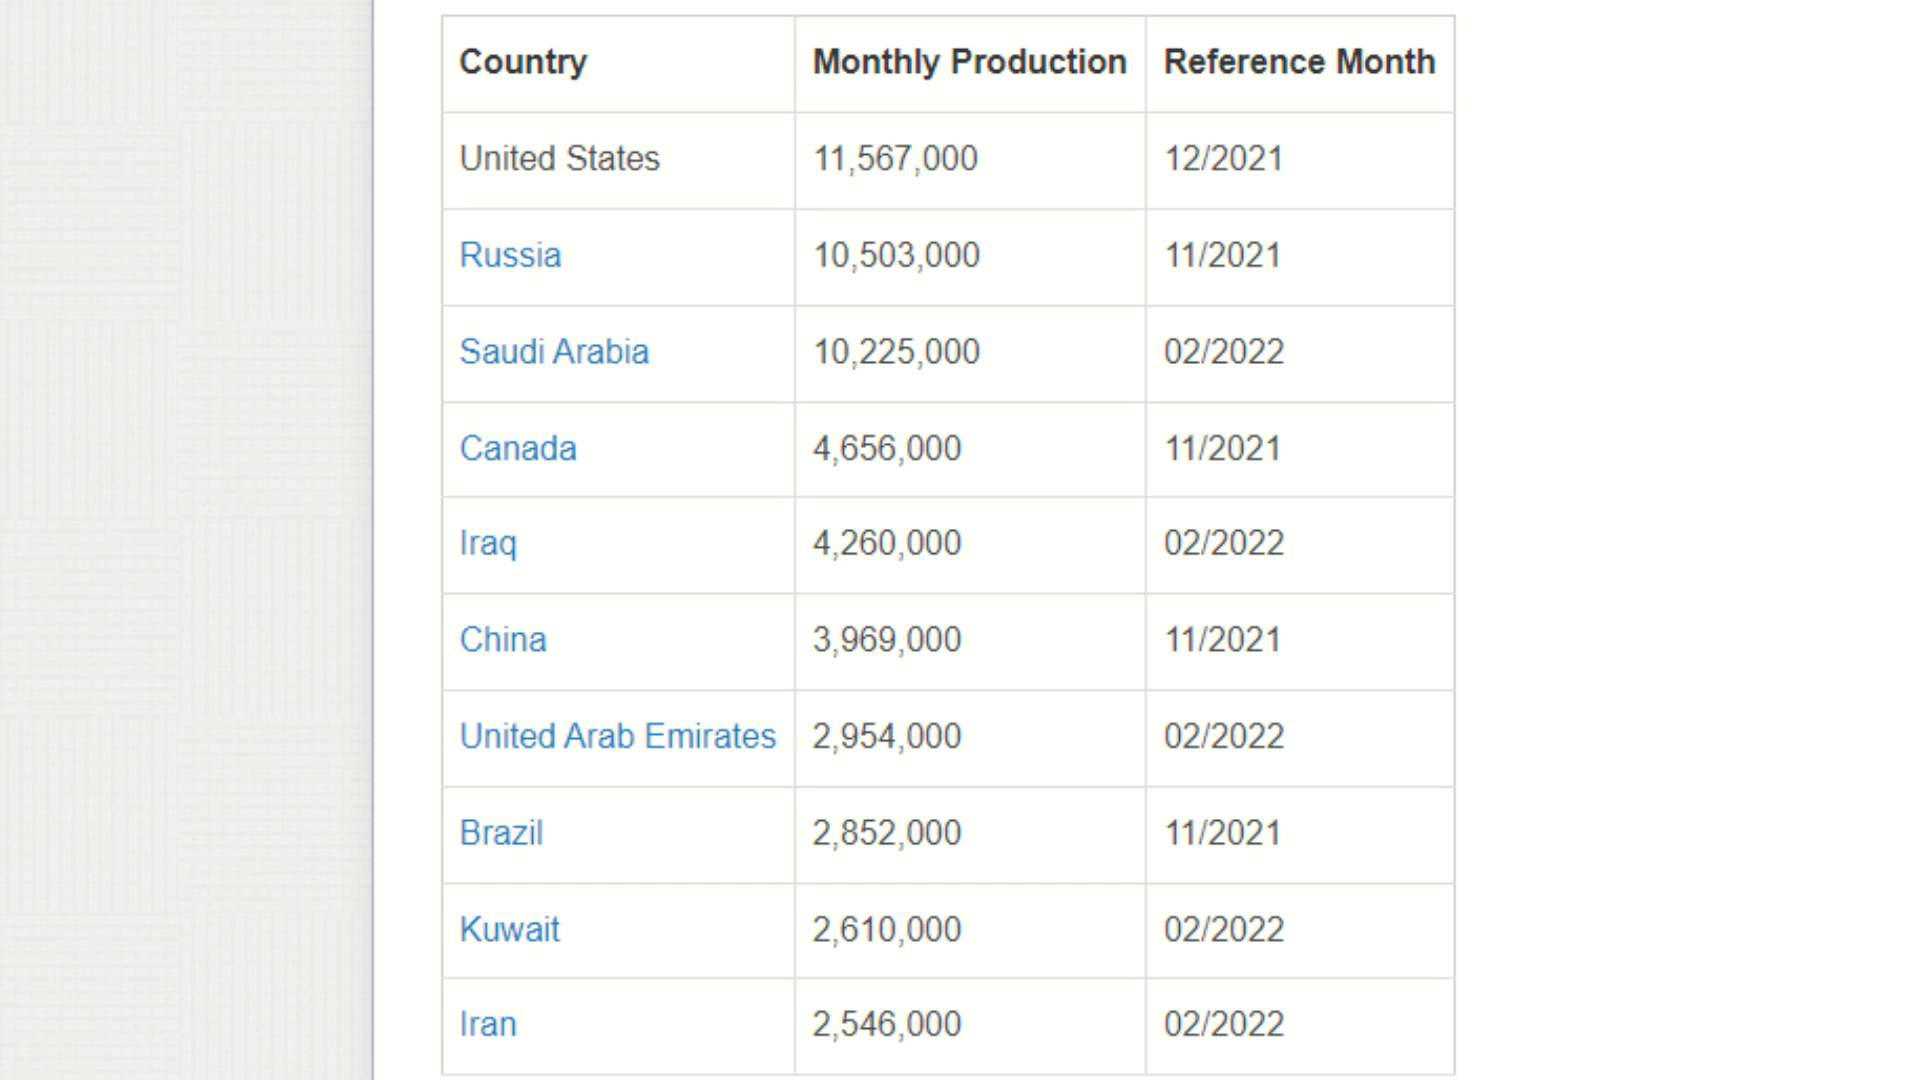 Country Monthly Production Reference Month
United States 11,567,000 12/2021
Russia 10,503,000 11/2021
Saudi Arabia 10,225,000 02/2022
Canada 4,656,000 11/2021
Iraq 4,260,000 02/2022
China 3,969,000 11/2021
United Arab Emirates 2,954,000 02/2022
Brazil 2,852,000 11/2021
Kuwait 2,610,000 02/2022
Iran 2,546,000 02/2022